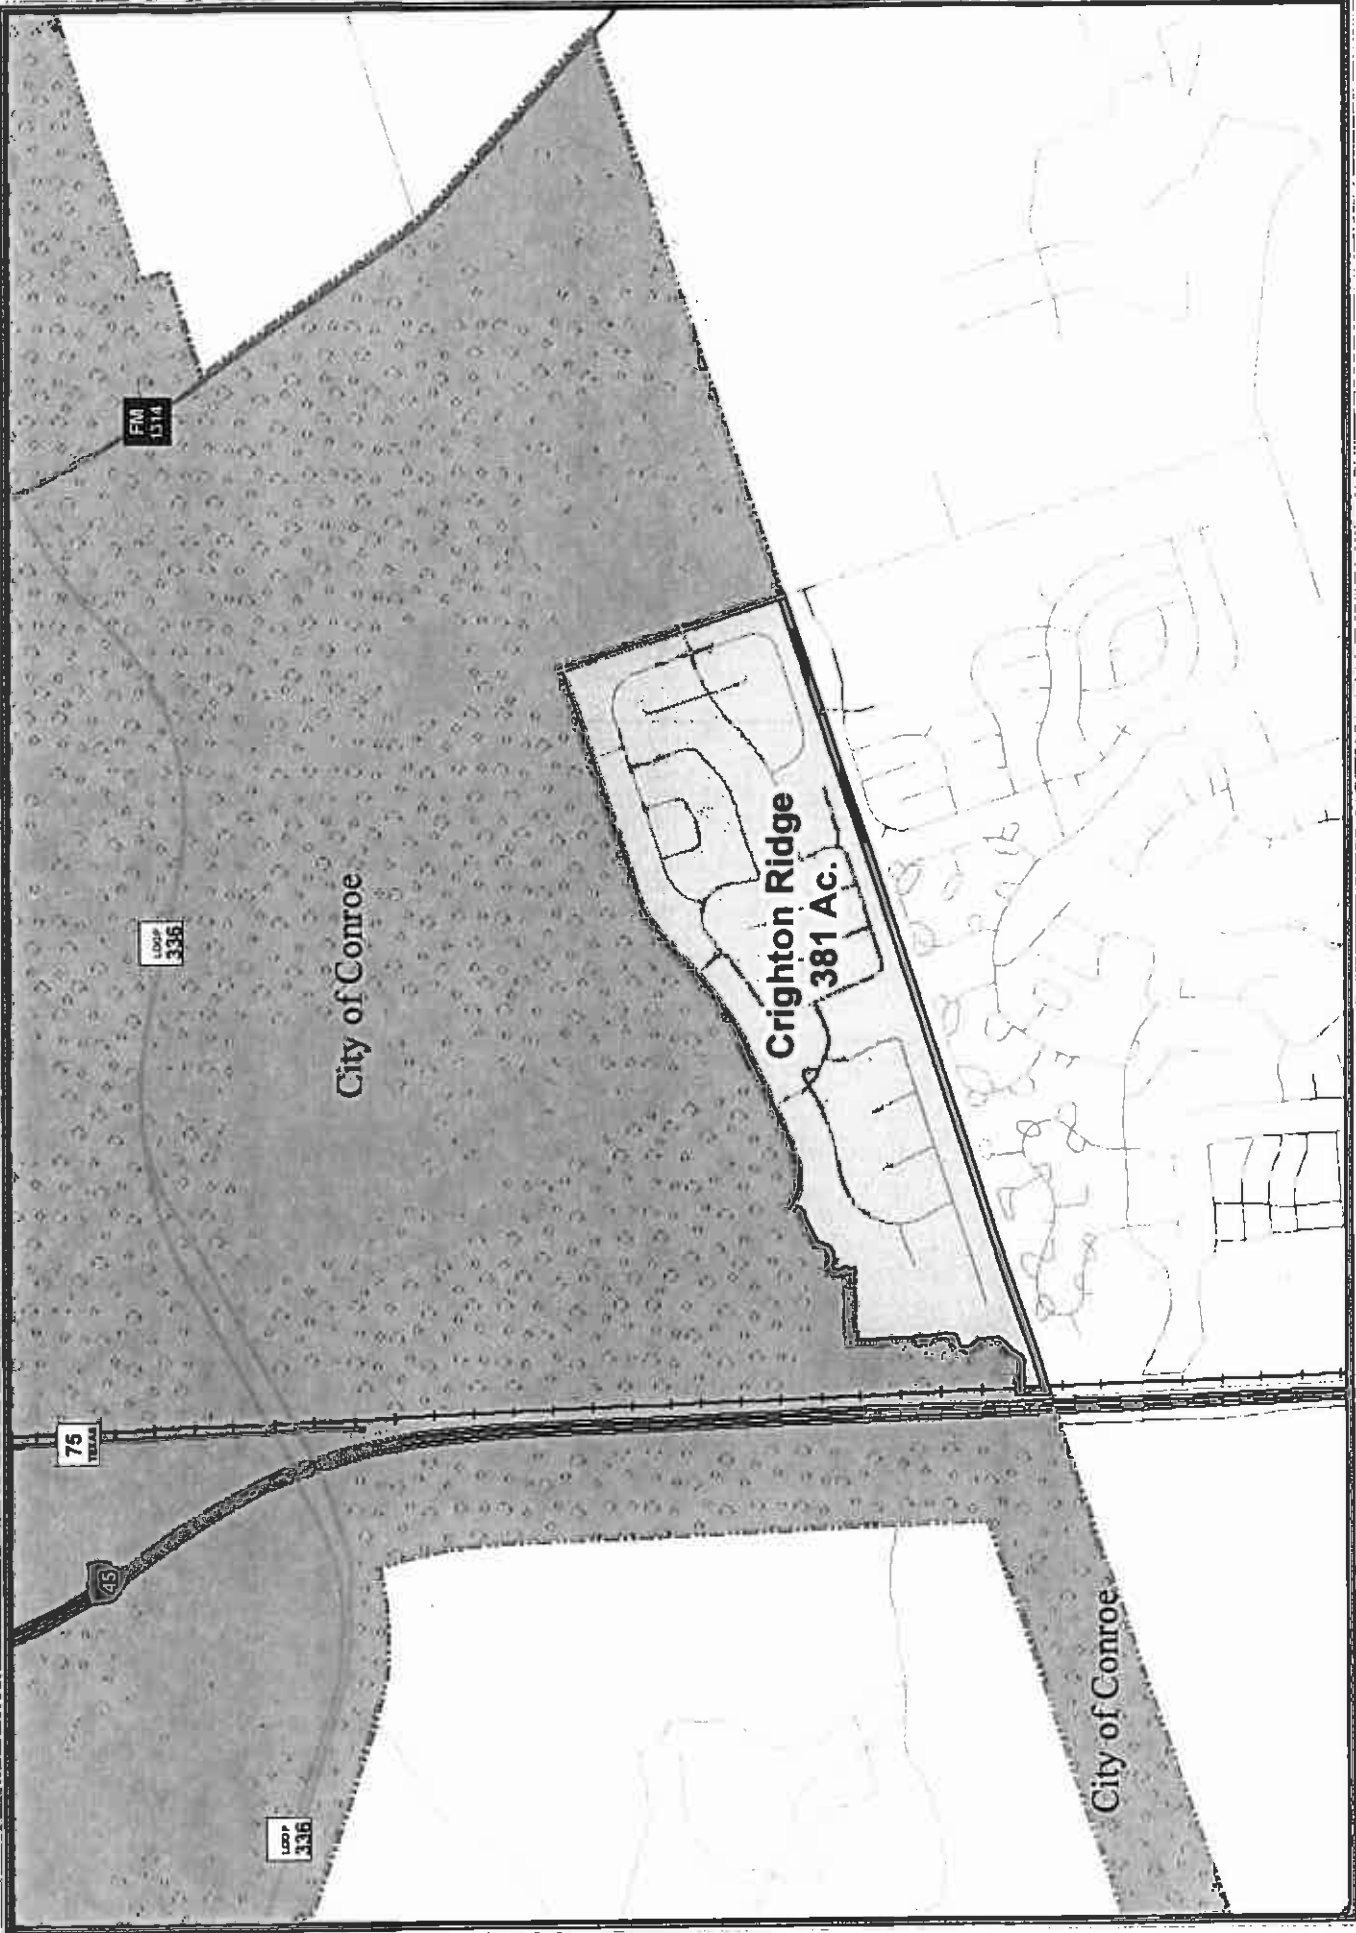 75
TEXAS
45
LOOP
336
LOOP
336
FM
1314
City of Conroe
Crighton Ridge
381 Ac.
City of Conroe